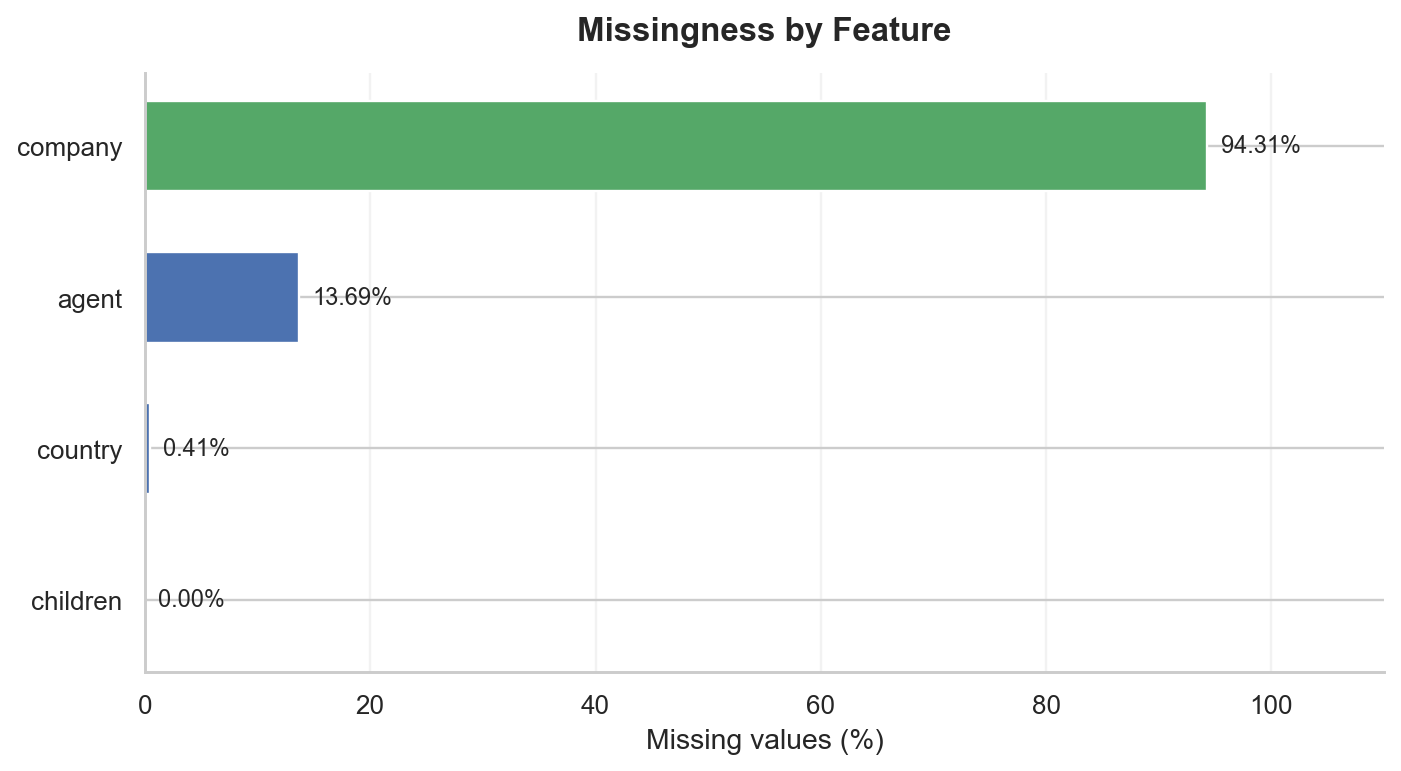 Missingness by Feature
company 94.31%
agent 13.69%
country 0.41%
children 0.00%
0 20 40 60 80 100
Missing values (%)